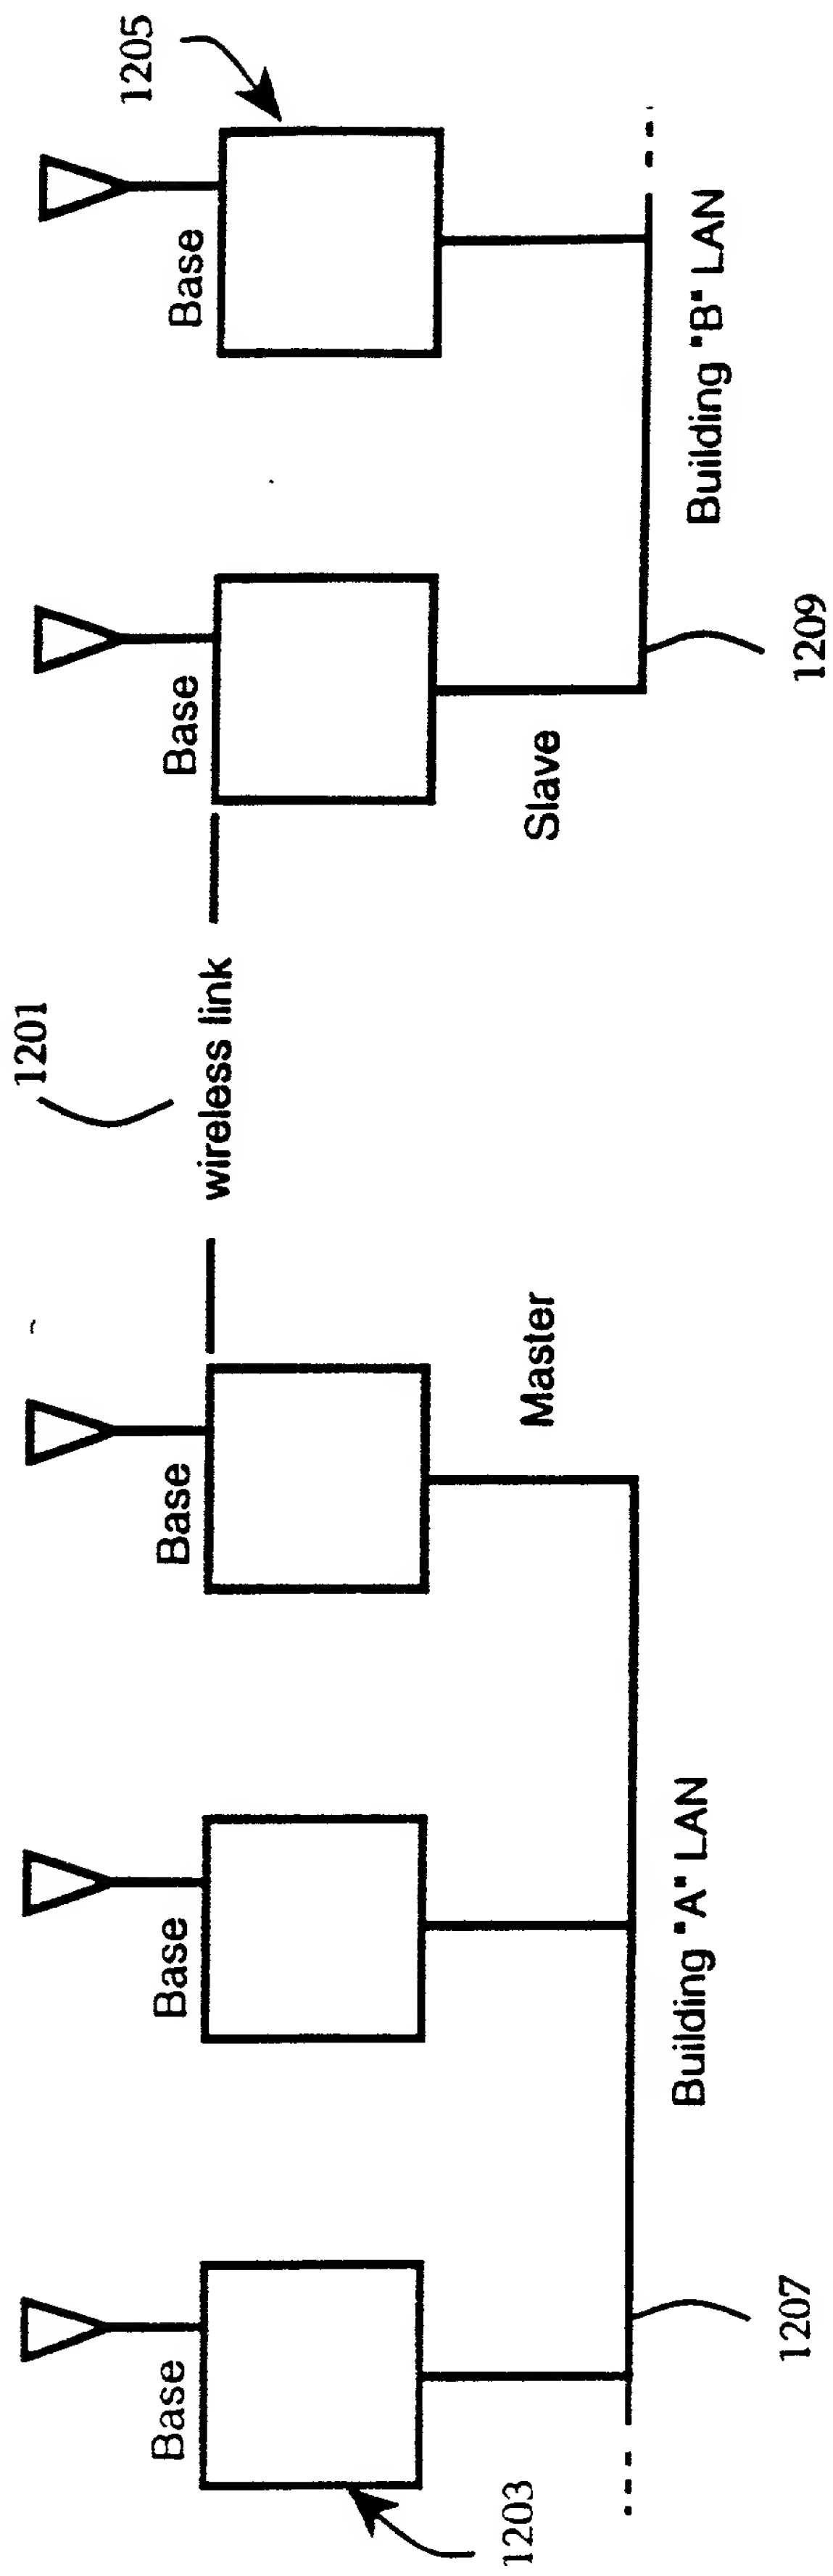 1201
1205
Base
Base
Base
wireless link
Base
Base
1203
Master
Slave
Building "A" LAN
Building "B" LAN
1207
1209